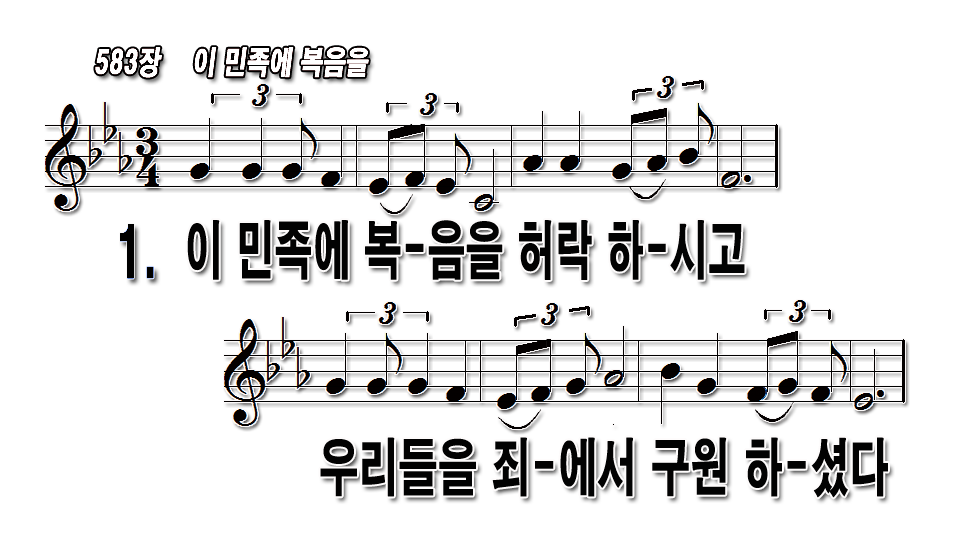 583장 이 민족에 복음을
3 3 3
3
4
1. 이 민족에 복-음을 허락 하-시고
3 3 3
우리들을 죄-에서 구원 하-셨다